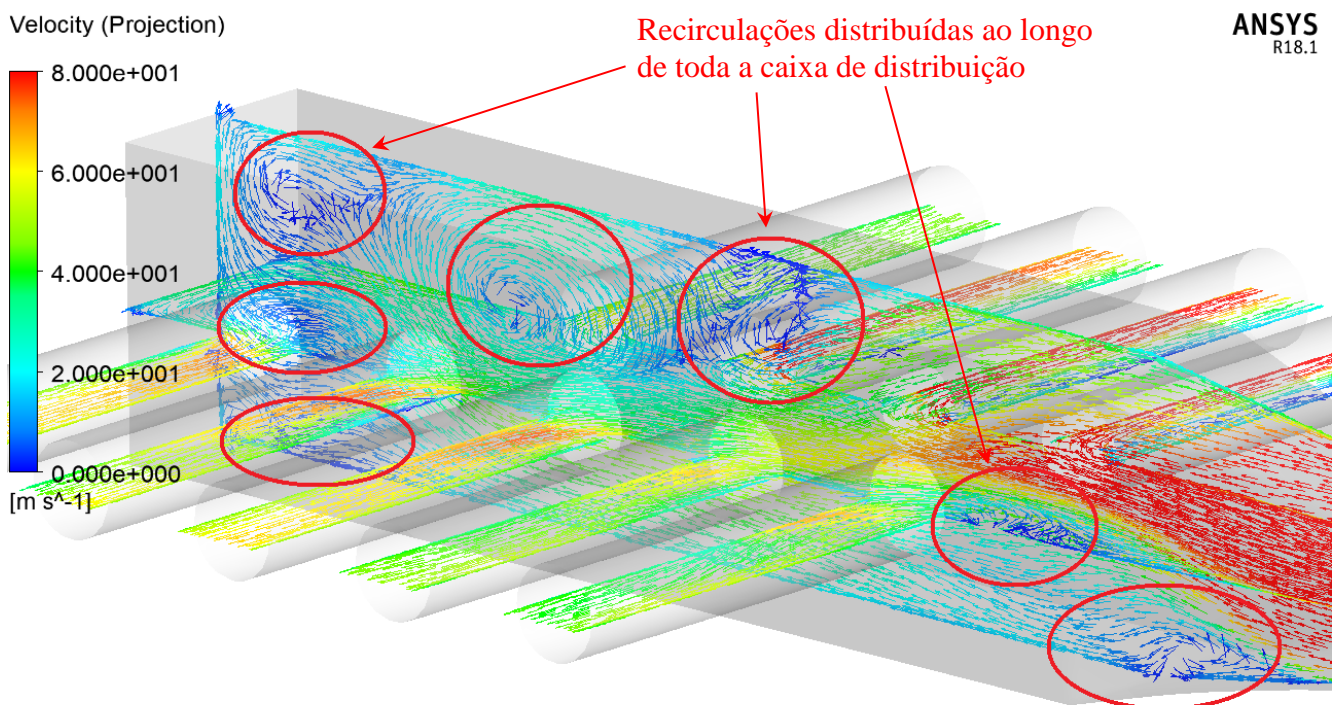 Velocity (Projection)
Recirculações distribuídas ao longo
de toda a caixa de distribuição
ANSYS
R18.1
8.000e+001
6.000e+001
4.000e+001
2.000e+001
0.000e+000
[m s^-1]